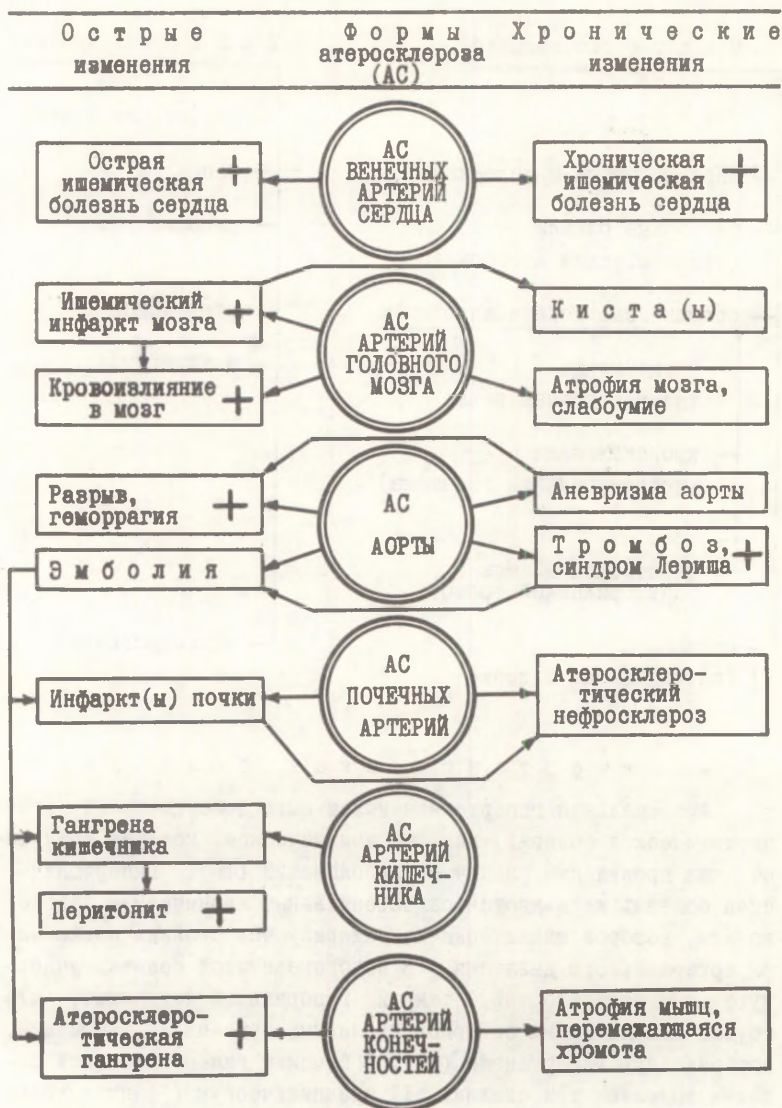 Острые
изменения
Формы
атеросклероза
(АС)
Хронические
изменения
Острая
ишемическая
болезнь сердца +
АС
ВЕНЕЧНЫХ
АРТЕРИЙ
СЕРДЦА
Хроническая
ишемическая
болезнь сердца +
Ишемический
инфаркт мозга +
Кровоизлияние
в мозг +
АС
АРТЕРИЙ
ГОЛОВНОГО
МОЗГА
Киста(ы)
Атрофия мозга,
слабоумие
Разрыв,
геморрагия +
Эмболия
АС
АОРТЫ
Аневризма аорты
Тромбоз,
синдром Лериша +
Инфаркт(ы) почки
АС
ПОЧЕЧНЫХ
АРТЕРИЙ
Атеросклеро-
тический
нефросклероз
Гангрена
кишечника
Перитонит +
АС
АРТЕРИЙ
КИШЕЧ-
НИКА
Атеросклеро-
тическая
гангрена +
АС
АРТЕРИЙ
КОНЕЧ-
НОСТЕЙ
Атрофия мышц,
перемежающаяся
хромота